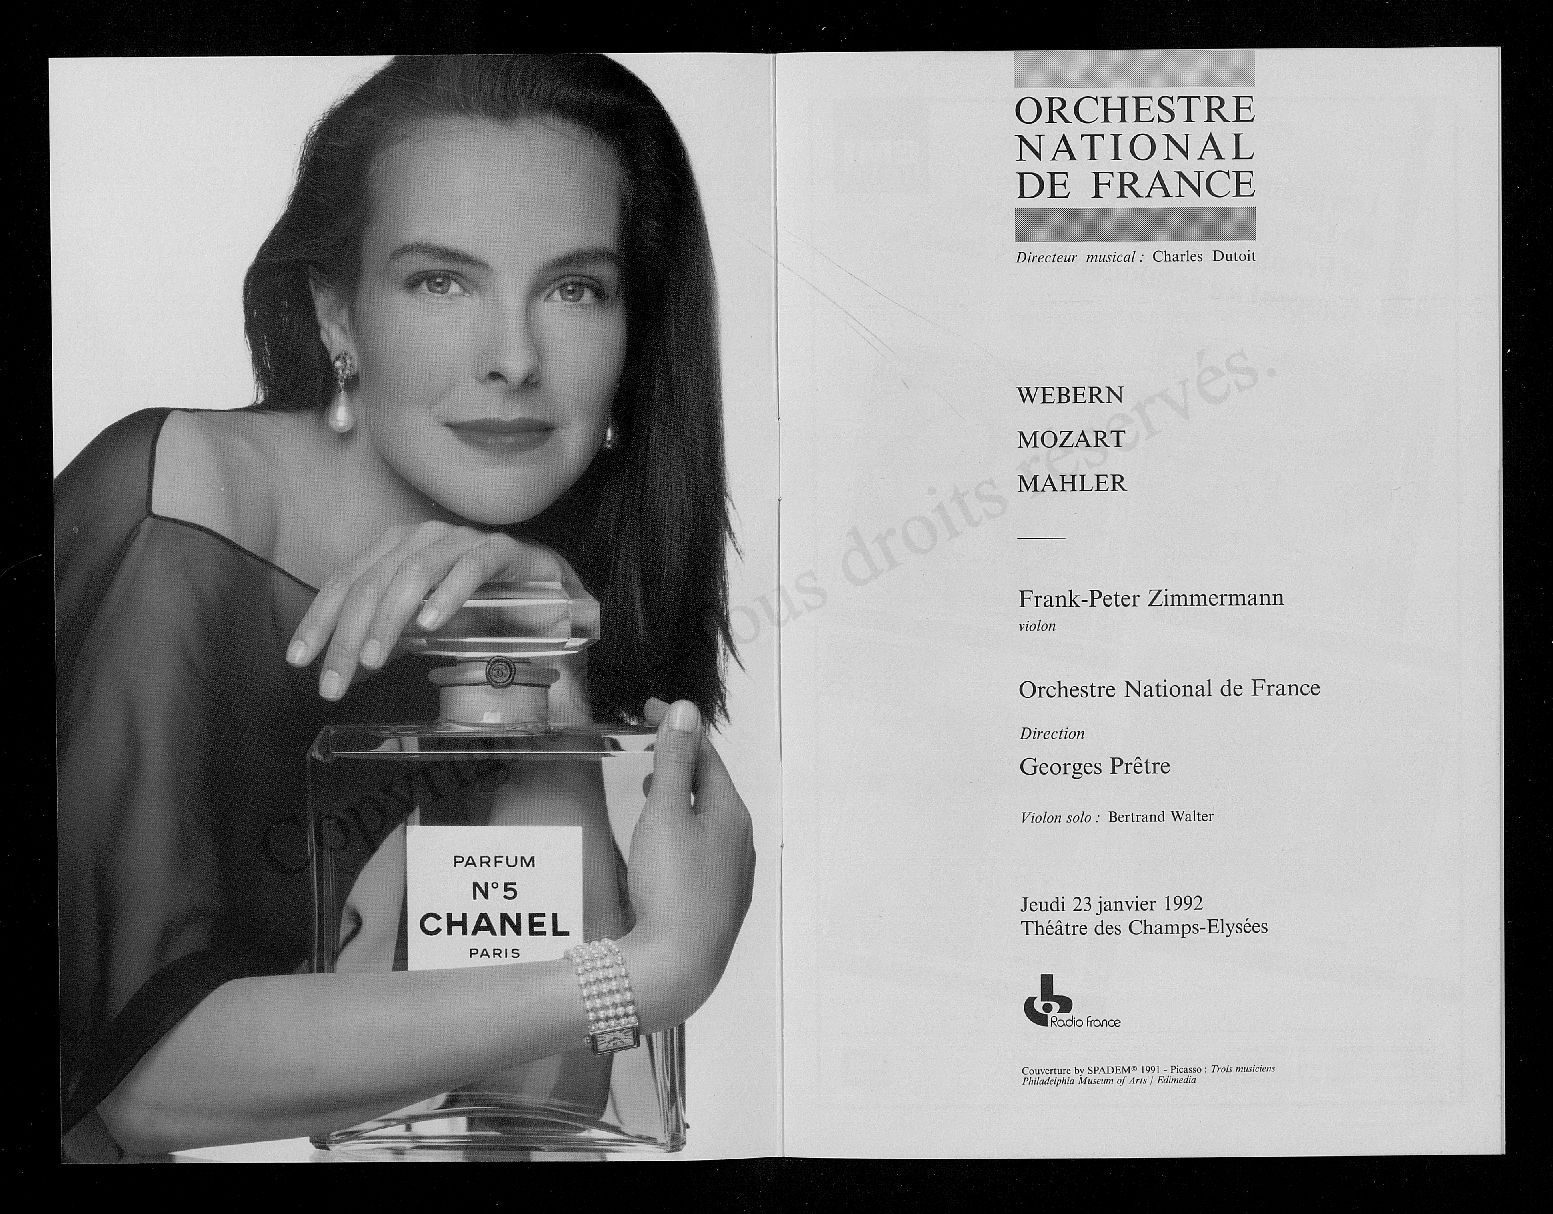 PARFUM
N°5
CHANEL
PARIS
ORCHESTRE
NATIONAL
DE FRANCE
Directeur musical : Charles Dutoit
WEBERN
MOZART
MAHLER
Frank-Peter Zimmermann
violon
Orchestre National de France
Direction
Georges Prêtre
Violon solo : Bertrand Walter
Jeudi 23 janvier 1992
Théâtre des Champs-Elysées
Radio France
Couverture by SPADEM® 1991 - Picasso : Trois musiciens
Philadelphia Museum of Arts / Edimedia
droits réservés.